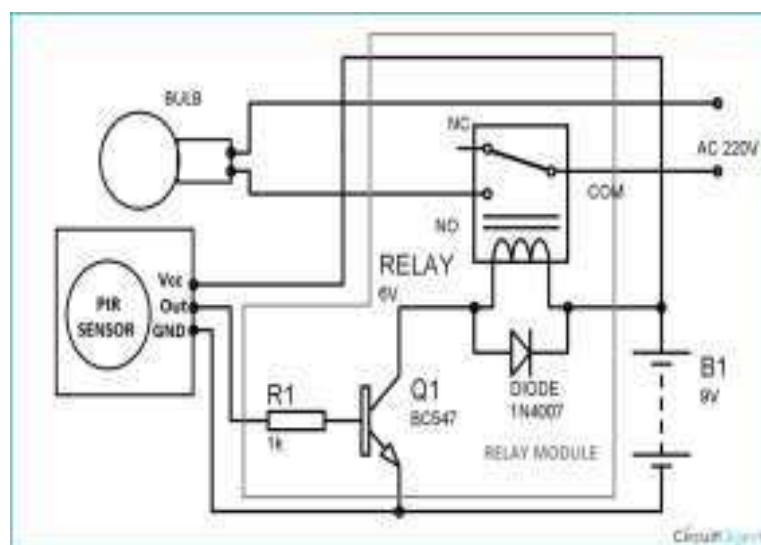 BULB
NC
AC 220V
COM
NO
RELAY
6V
Vcc
PIR
SENSOR
Out
GND
R1
1k
Q1
BC547
DIODE
1N4007
B1
9V
RELAY MODULE
CircuitDigest